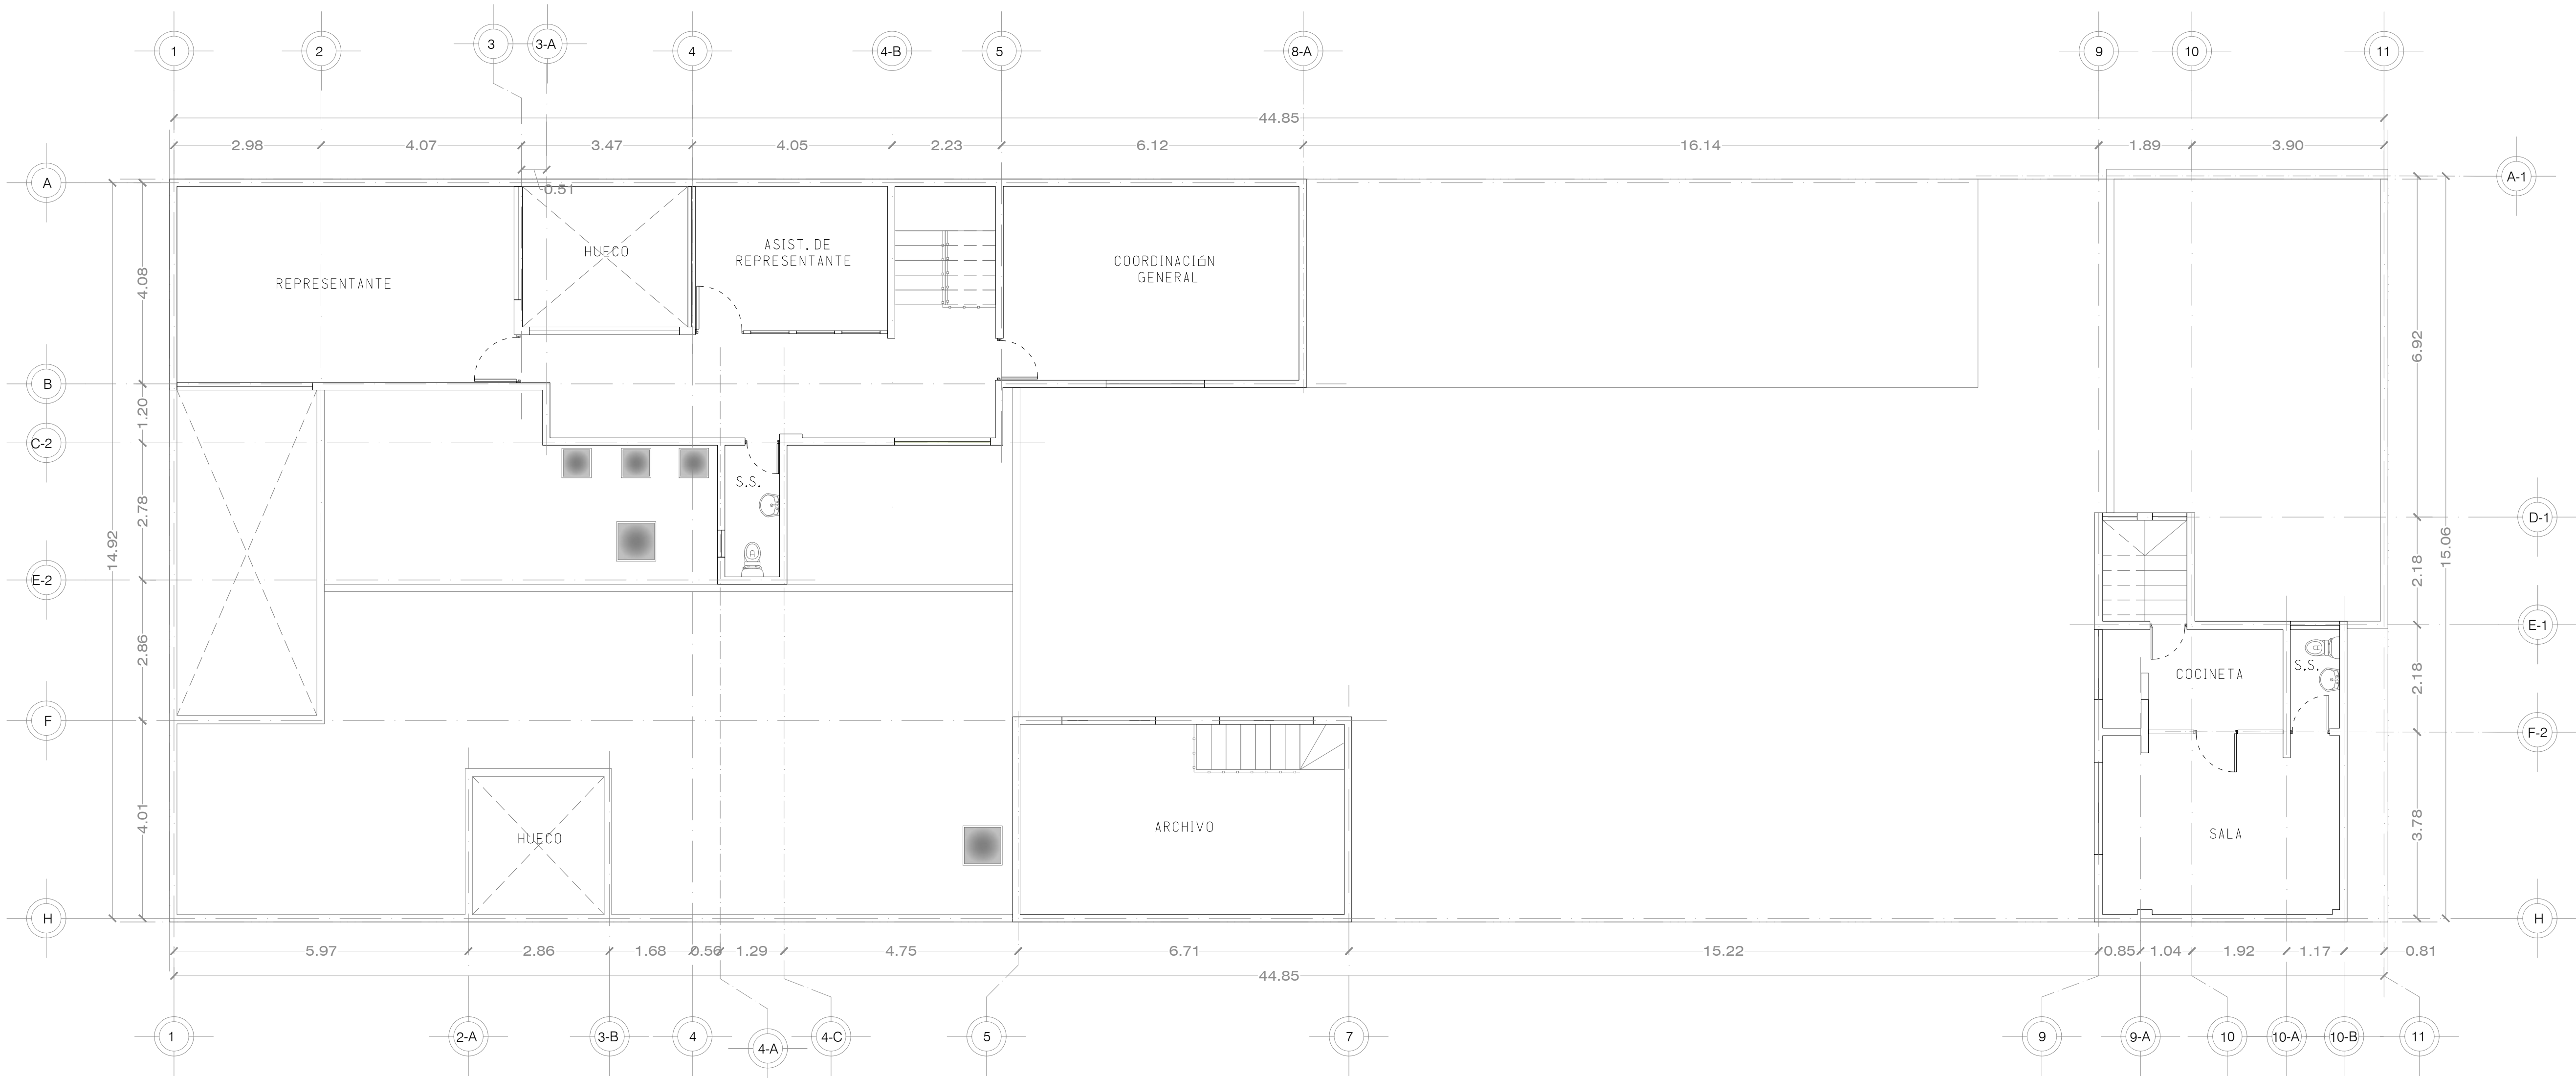 1 2 3 3-A 4 4-B 5 8-A 9 10 11
44.85
2.98 4.07 3.47 4.05 2.23 6.12 16.14 1.89 3.90
0.51
A
A-1
HUECO
ASIST. DE
REPRESENTANTE
COORDINACIóN
GENERAL
REPRESENTANTE
4.08
6.92
B
1.20
C-2
S.S.
2.78
14.92
D-1
15.06
E-2
2.18
E-1
2.86
COCINETA
S.S.
2.18
F
F-2
4.01
HUECO
ARCHIVO
SALA
3.78
H
H
5.97 2.86 1.68 0.56 1.29 4.75 6.71 15.22 0.85 1.04 1.92 1.17 0.81
44.85
1 2-A 3-B 4 4-A 4-C 5 7 9 9-A 10 10-A 10-B 11